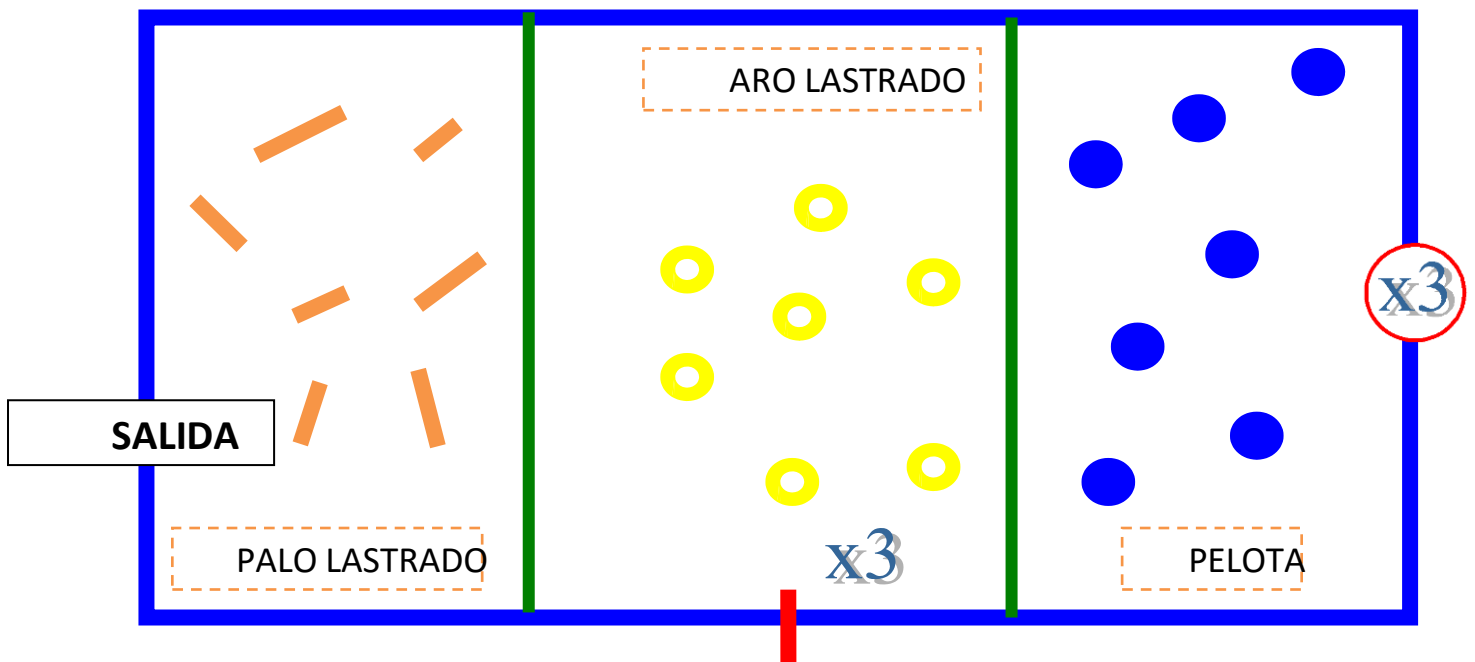 ARO LASTRADO
x3
SALIDA
x3
PALO LASTRADO
PELOTA